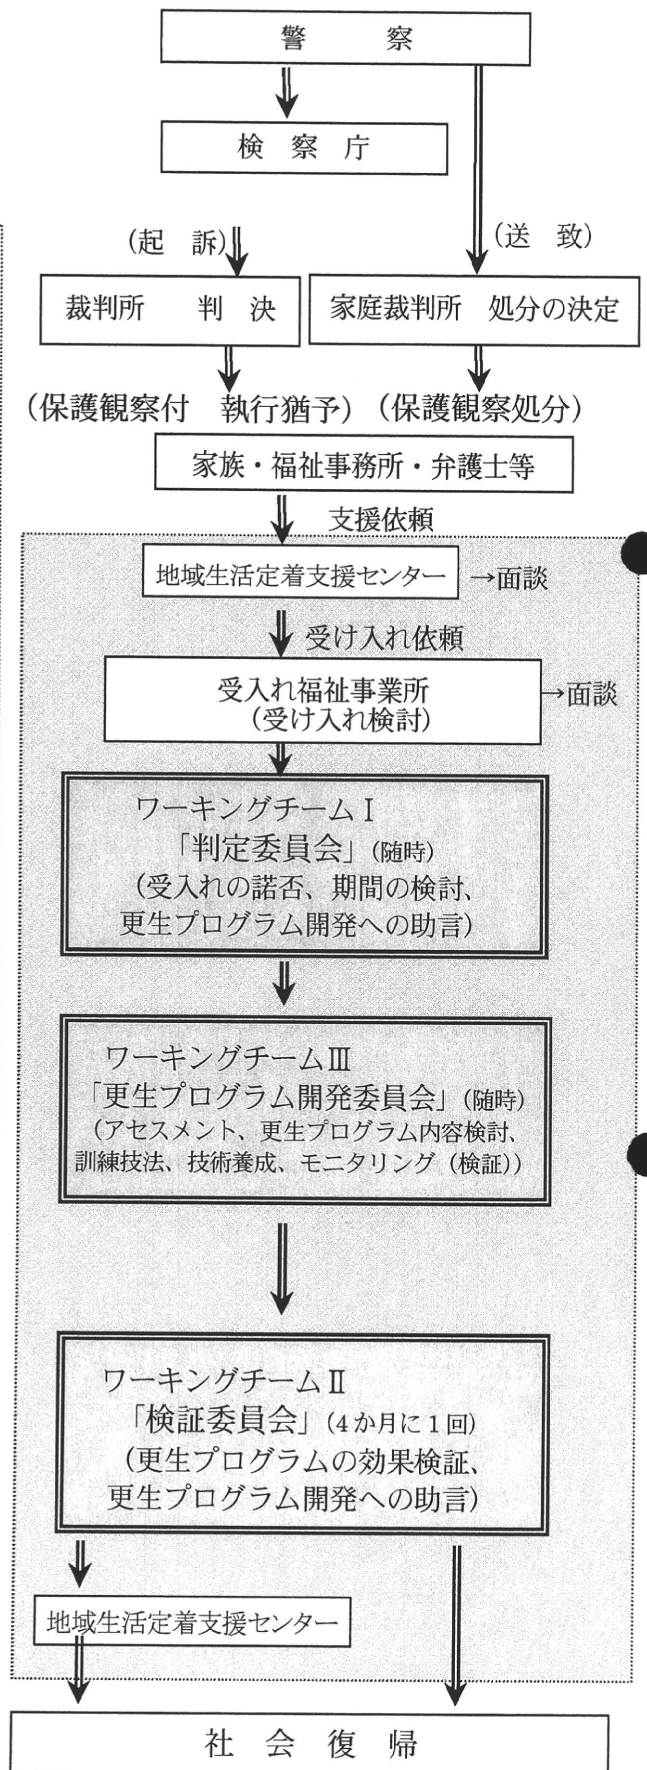 警　　察
検　察　庁
(起　訴)
(送　致)
裁判所　　判　決
家庭裁判所　処分の決定
(保護観察付　執行猶予)
(保護観察処分)
家族・福祉事務所・弁護士等
支援依頼
地域生活定着支援センター
→面談
受け入れ依頼
受入れ福祉事業所
(受け入れ検討)
→面談
ワーキングチームⅠ
「判定委員会」(随時)
(受入れの諾否、期間の検討、
更生プログラム開発への助言)
ワーキングチームⅢ
「更生プログラム開発委員会」(随時)
(アセスメント、更生プログラム内容検討、
訓練技法、技術養成、モニタリング（検証))
ワーキングチームⅡ
「検証委員会」(4か月に1回)
(更生プログラムの効果検証、
更生プログラム開発への助言)
地域生活定着支援センター
社　会　復　帰